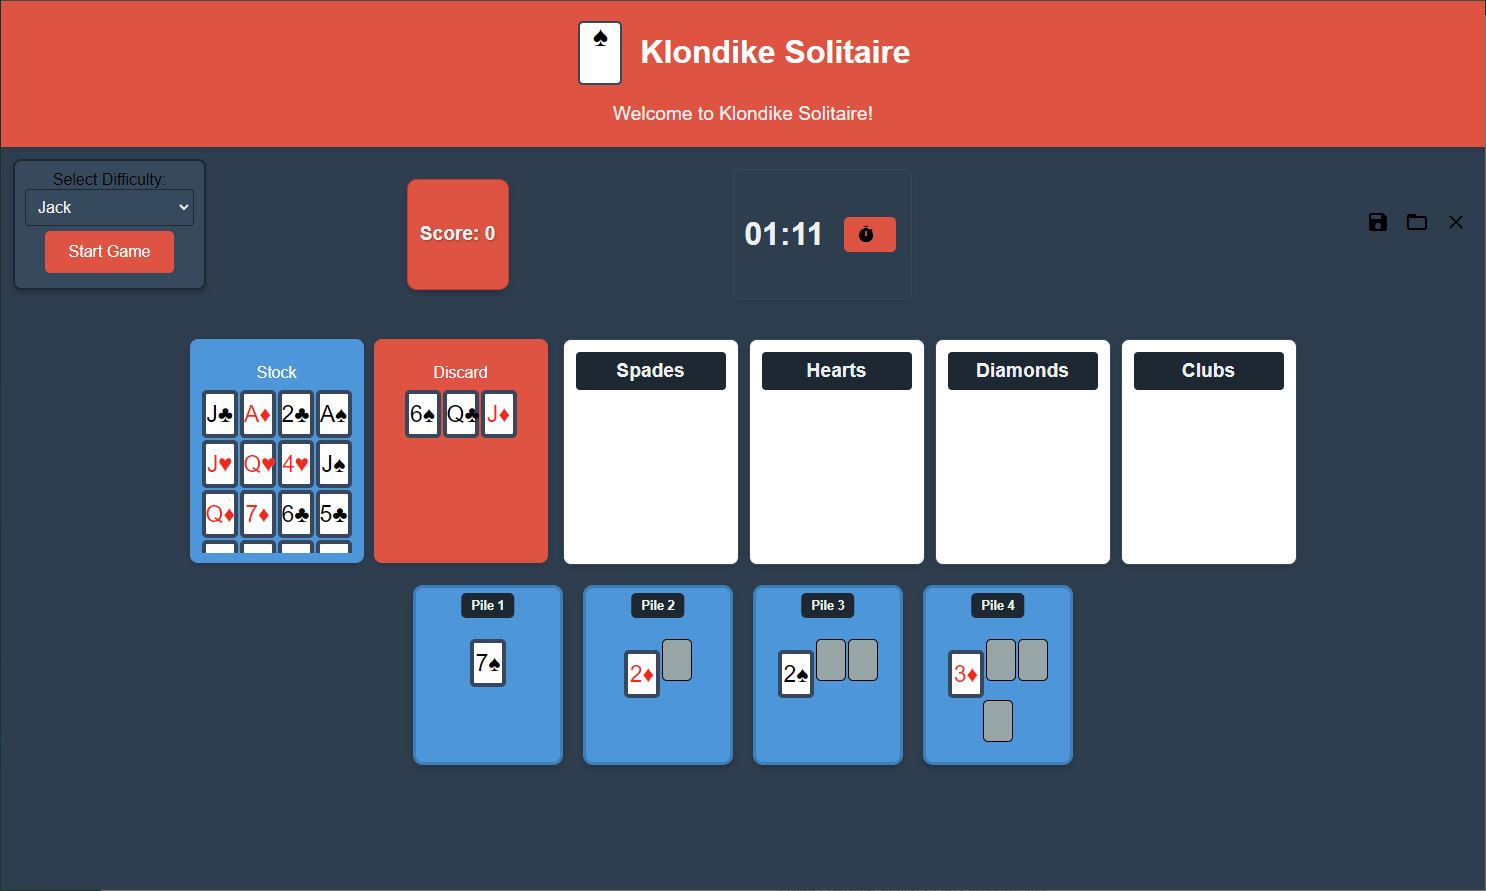 ♠
Klondike Solitaire
Welcome to Klondike Solitaire!
Select Difficulty:
Jack
Start Game
Score: 0
01:11
Stock
J♣ A♦ 2♣ A♠
J♥ Q♥ 4♥ J♠
Q♦ 7♦ 6♣ 5♣
Discard
6♠ Q♣ J♦
Spades
Hearts
Diamonds
Clubs
Pile 1
7♠
Pile 2
2♦
Pile 3
2♠
Pile 4
3♦